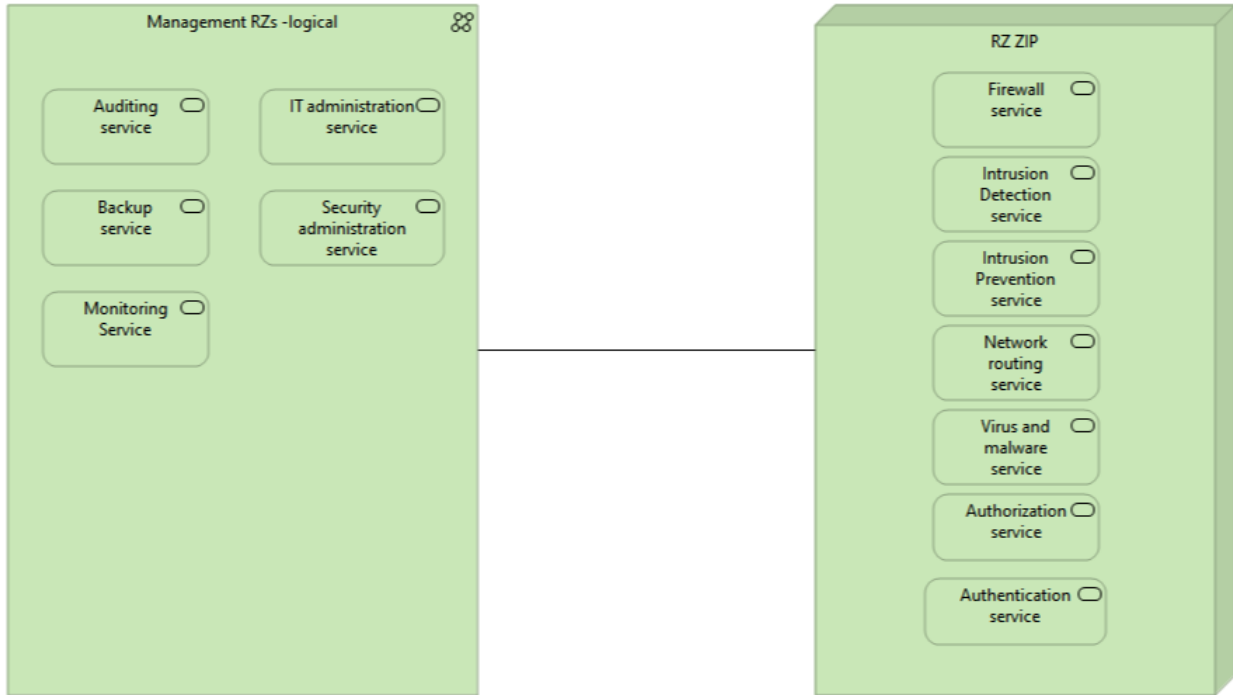 Management RZs -logical
Auditing
service
IT administration
service
Backup
service
Security
administration
service
Monitoring
Service
RZ ZIP
Firewall
service
Intrusion
Detection
service
Intrusion
Prevention
service
Network
routing
service
Virus and
malware
service
Authorization
service
Authentication
service